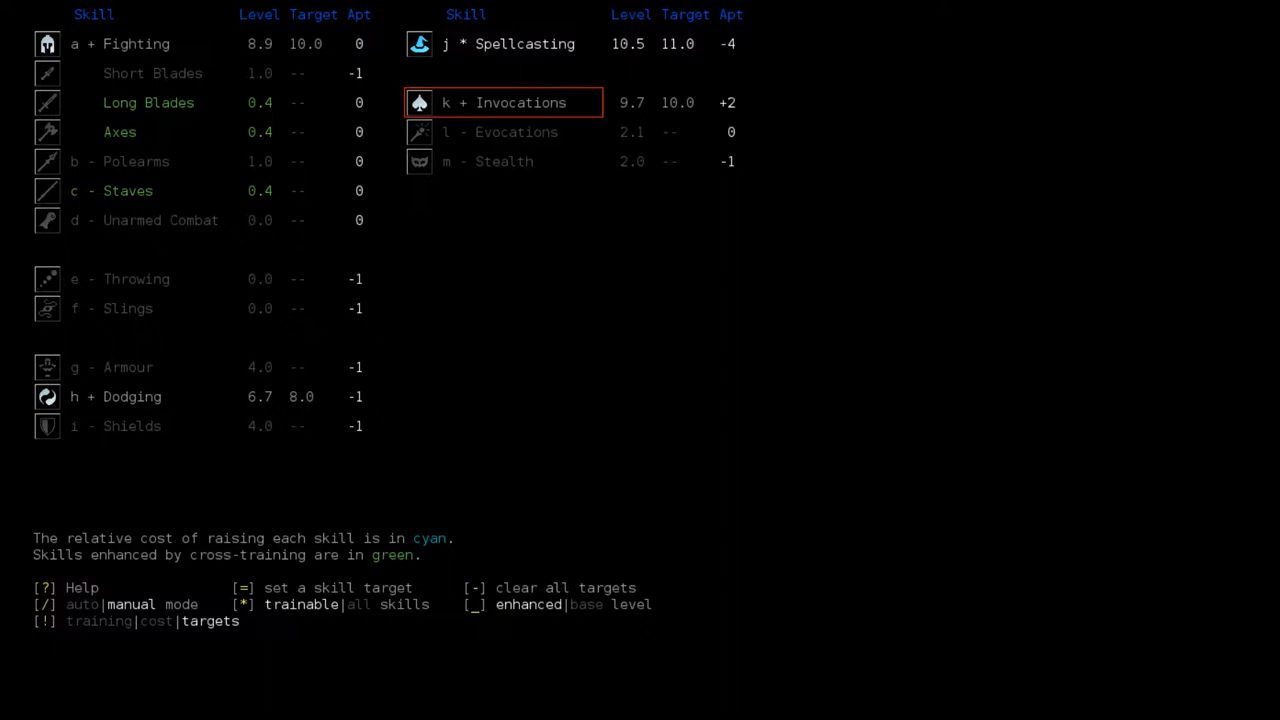 Skill Level Target Apt Skill Level Target Apt
a + Fighting 8.9 10.0 0 j * Spellcasting 10.5 11.0 -4
Short Blades 1.0 -- -1
Long Blades 0.4 -- 0 k + Invocations 9.7 10.0 +2
Axes 0.4 -- 0 l - Evocations 2.1 -- 0
b - Polearms 1.0 -- 0 m - Stealth 2.0 -- -1
c - Staves 0.4 -- 0
d - Unarmed Combat 0.0 -- 0
e - Throwing 0.0 -- -1
f - Slings 0.0 -- -1
g - Armour 4.0 -- -1
h + Dodging 6.7 8.0 -1
i - Shields 4.0 -- -1
The relative cost of raising each skill is in cyan.
Skills enhanced by cross-training are in green.
[?] Help [=] set a skill target [-] clear all targets
[/] auto|manual mode [*] trainable|all skills [_] enhanced|base level
[!] training|cost|targets